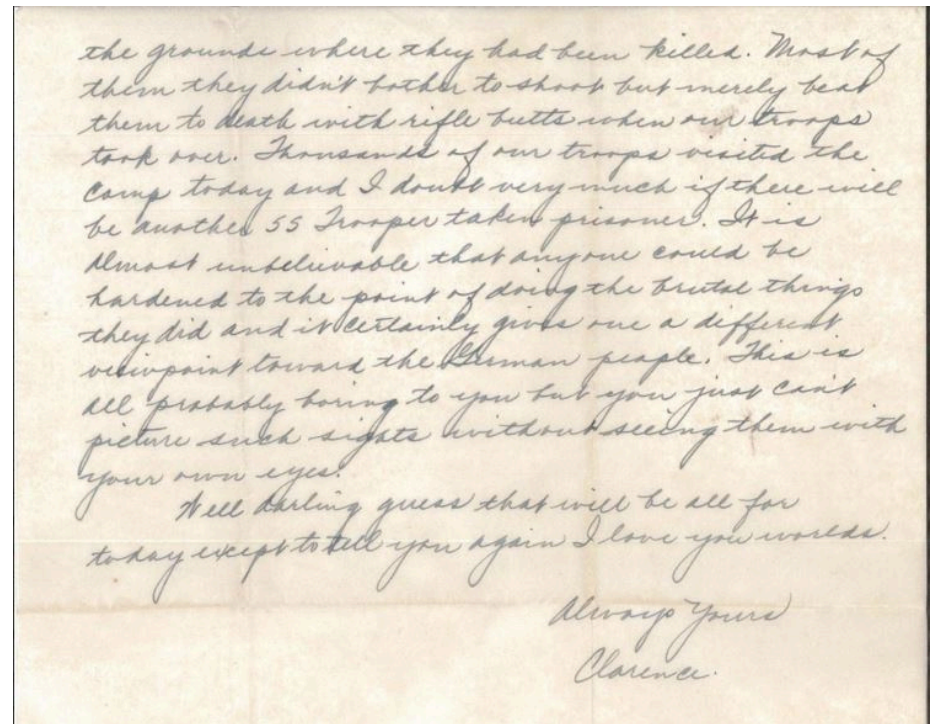 the grounds where they had been killed. Most of
them they didn't bother to shoot but merely beat
them to death with rifle butts when our troops
took over. Thousands of our troops visited the
camp today and I doubt very much if there will
be another SS Trooper taken prisoner. It is
almost unbelievable that anyone could be
hardened to the point of doing the brutal things
they did and it certainly gives one a different
viewpoint toward the German people. This is
all probably boring to you but you just can't
picture such sights without seeing them with
your own eyes.
Well darling guess that will be all for
today except to tell you again I love you worlds.
Always Yours
Clarence.